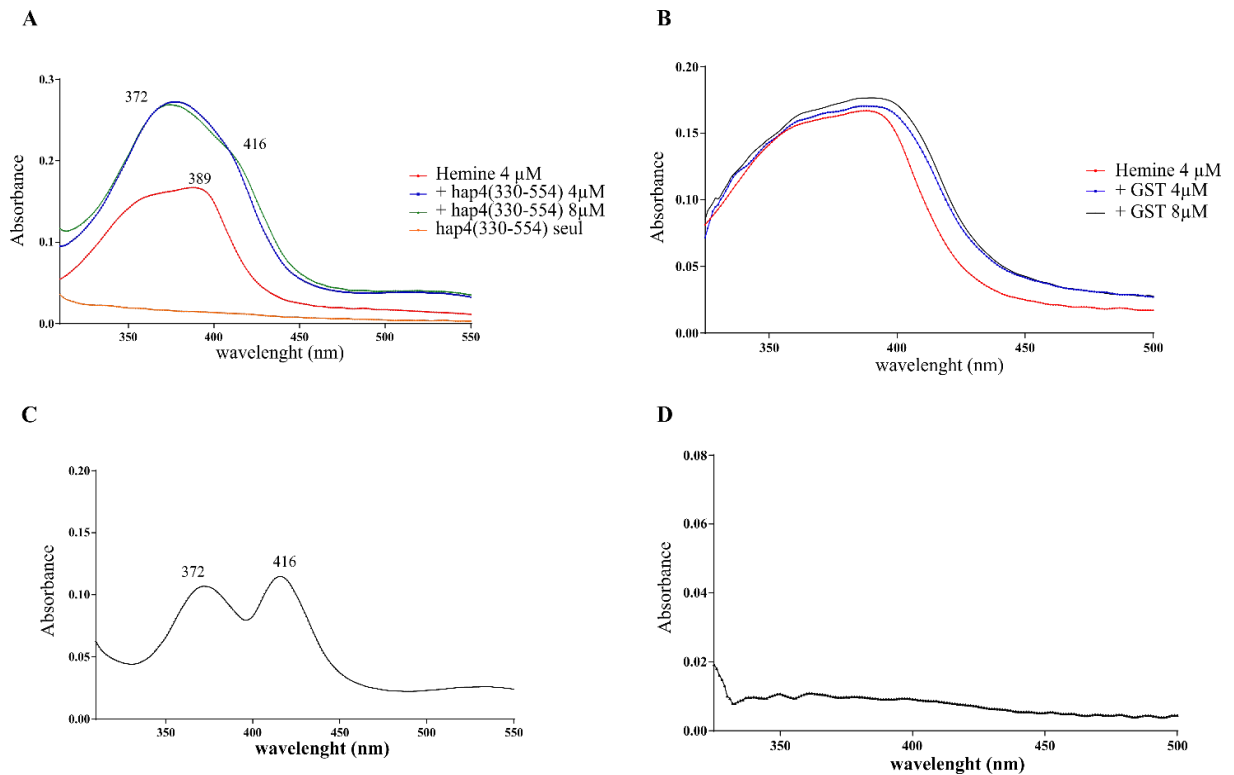 A
0.3
0.2
0.1
0.0
Absorbance
372
416
389
350
400
450
500
550
wavelenght (nm)
Hemine 4 µM
+ hap4(330-554) 4µM
+ hap4(330-554) 8µM
hap4(330-554) seul
B
0.20
0.15
0.10
0.05
0.00
Absorbance
350
400
450
500
wavelenght (nm)
Hemine 4 µM
+ GST 4µM
+ GST 8µM
C
0.20
0.15
0.10
0.05
0.00
Absorbance
372
416
350
400
450
500
550
wavelenght (nm)
D
0.08
0.06
0.04
0.02
0.00
Absorbance
350
400
450
500
wavelenght (nm)